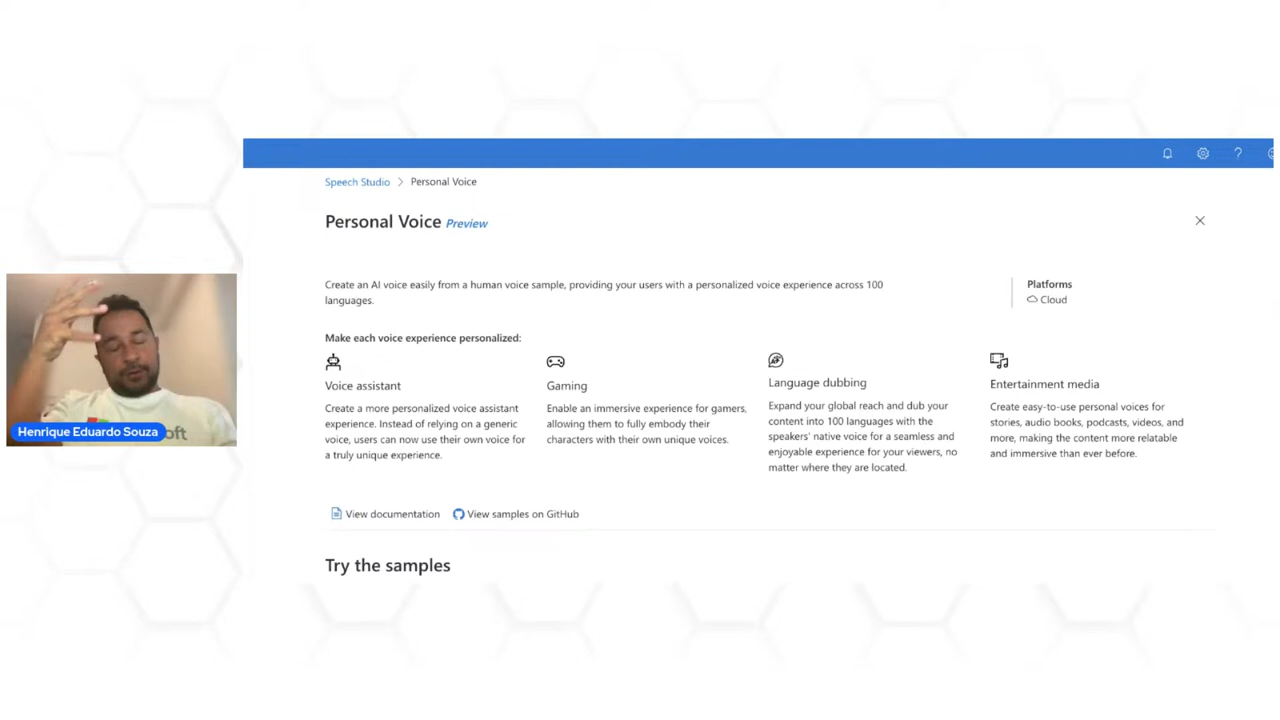 Speech Studio > Personal Voice
Personal Voice Preview
Create an AI voice easily from a human voice sample, providing your users with a personalized voice experience across 100
languages.
Platforms
Cloud
Make each voice experience personalized:
Voice assistant
Create a more personalized voice assistant
experience. Instead of relying on a generic
voice, users can now use their own voice for
a truly unique experience.
Gaming
Enable an immersive experience for gamers,
allowing them to fully embody their
characters with their own unique voices.
Language dubbing
Expand your global reach and dub your
content into 100 languages with the
speakers' native voice for a seamless and
enjoyable experience for your viewers, no
matter where they are located.
Entertainment media
Create easy-to-use personal voices for
stories, audio books, podcasts, videos, and
more, making the content more relatable
and immersive than ever before.
Henrique Eduardo Souza
oft
View documentation
View samples on GitHub
Try the samples